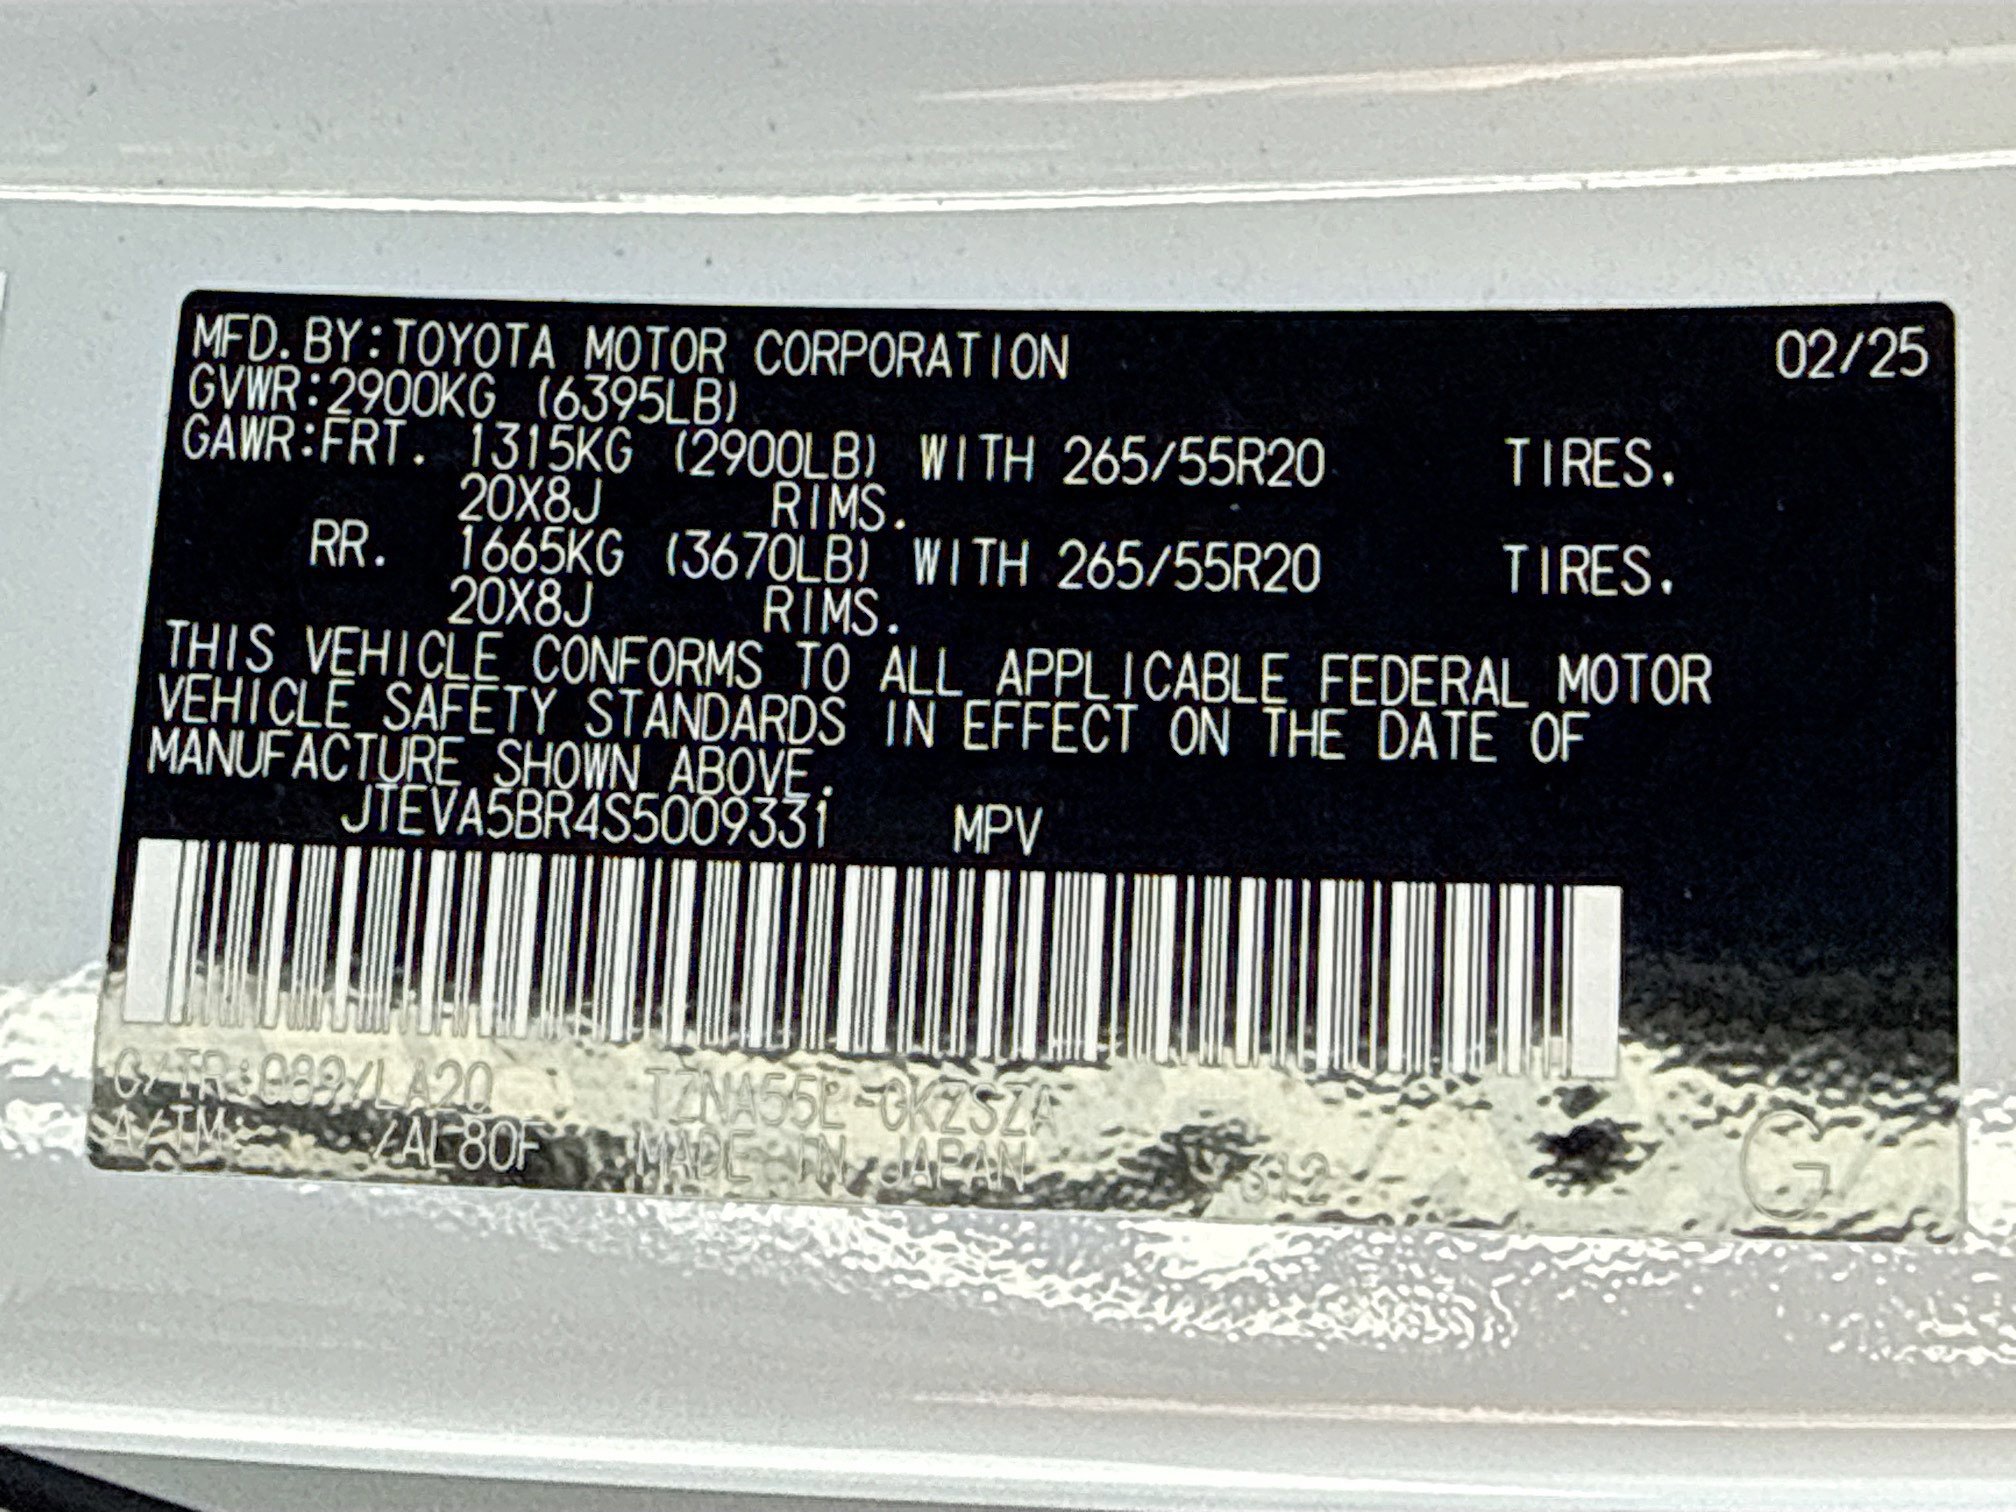 MFD.BY:TOYOTA MOTOR CORPORATION 02/25
GVWR:2900KG (6395LB)
GAWR:FRT. 1315KG (2900LB) WITH 265/55R20 TIRES.
20X8J RIMS.
RR. 1665KG (3670LB) WITH 265/55R20 TIRES.
20X8J RIMS.
THIS VEHICLE CONFORMS TO ALL APPLICABLE FEDERAL MOTOR
VEHICLE SAFETY STANDARDS IN EFFECT ON THE DATE OF
MANUFACTURE SHOWN ABOVE.
JTEVA5BR4S5009331 MPV
C/TR:089/LA20 TZNA55L-GKZSZA
A/TM: /AL80F MADE IN JAPAN G